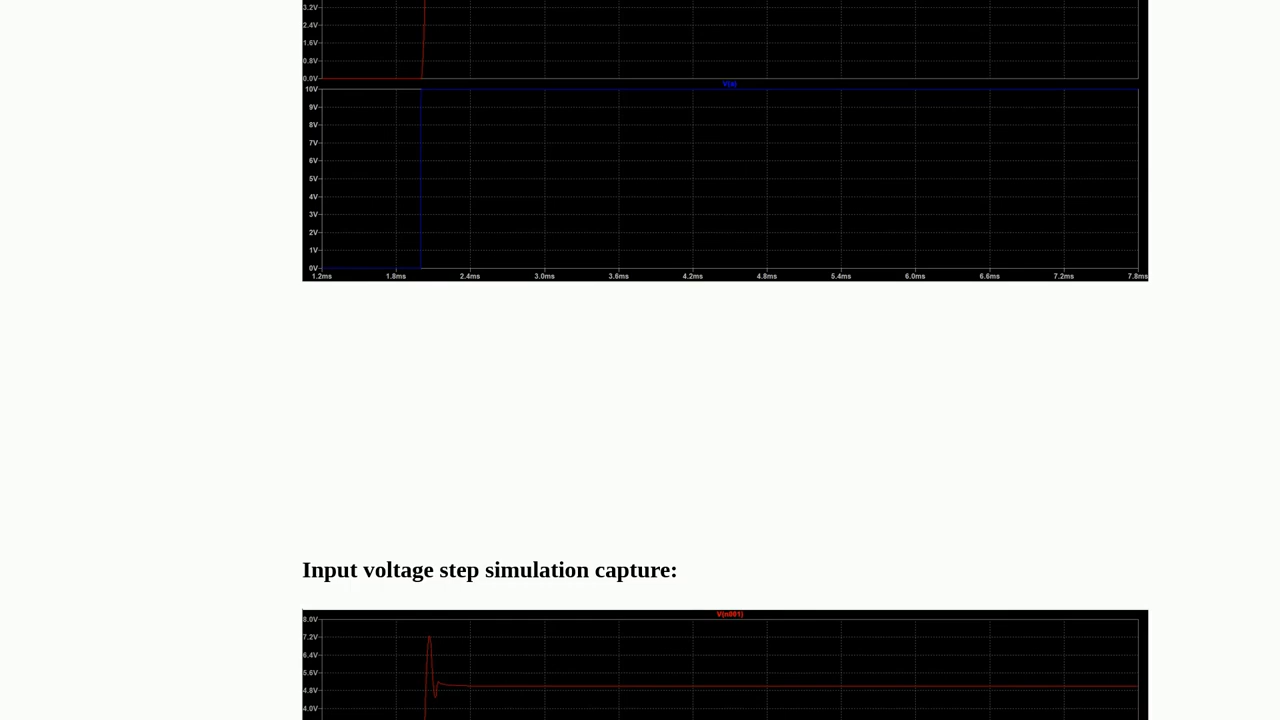 3.2V
2.4V
1.6V
0.8V
0.0V
V(a)
10V
9V
8V
7V
6V
5V
4V
3V
2V
1V
0V
1.2ms 1.8ms 2.4ms 3.0ms 3.6ms 4.2ms 4.8ms 5.4ms 6.0ms 6.6ms 7.2ms 7.8ms
Input voltage step simulation capture:
V(n001)
8.0V
7.2V
6.4V
5.6V
4.8V
4.0V